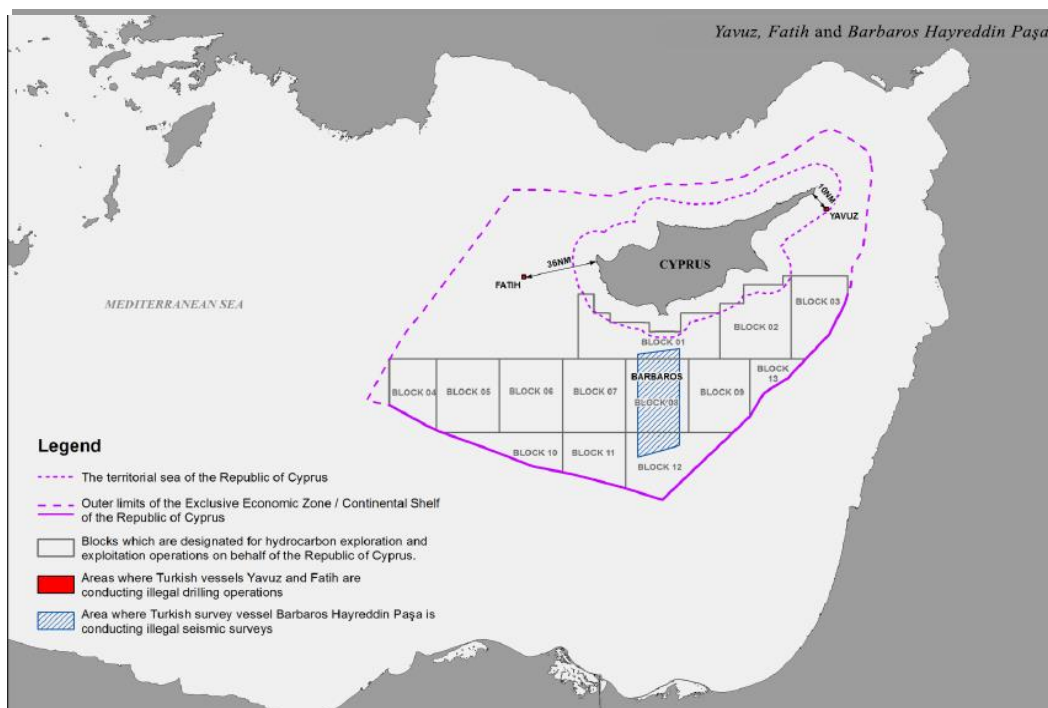 Yavuz, Fatih and Barbaros Hayreddin Paşa
10NM
YAVUZ
36NM
FATIH
CYPRUS
MEDITERRANEAN SEA
BLOCK 03
BLOCK 02
BLOCK 01
BARBAROS
BLOCK 13
BLOCK 04
BLOCK 05
BLOCK 06
BLOCK 07
BLOCK 08
BLOCK 09
BLOCK 10
BLOCK 11
BLOCK 12
Legend
The territorial sea of the Republic of Cyprus
Outer limits of the Exclusive Economic Zone / Continental Shelf
of the Republic of Cyprus
Blocks which are designated for hydrocarbon exploration and
exploitation operations on behalf of the Republic of Cyprus.
Areas where Turkish vessels Yavuz and Fatih are
conducting illegal drilling operations
Area where Turkish survey vessel Barbaros Hayreddin Paşa is
conducting illegal seismic surveys